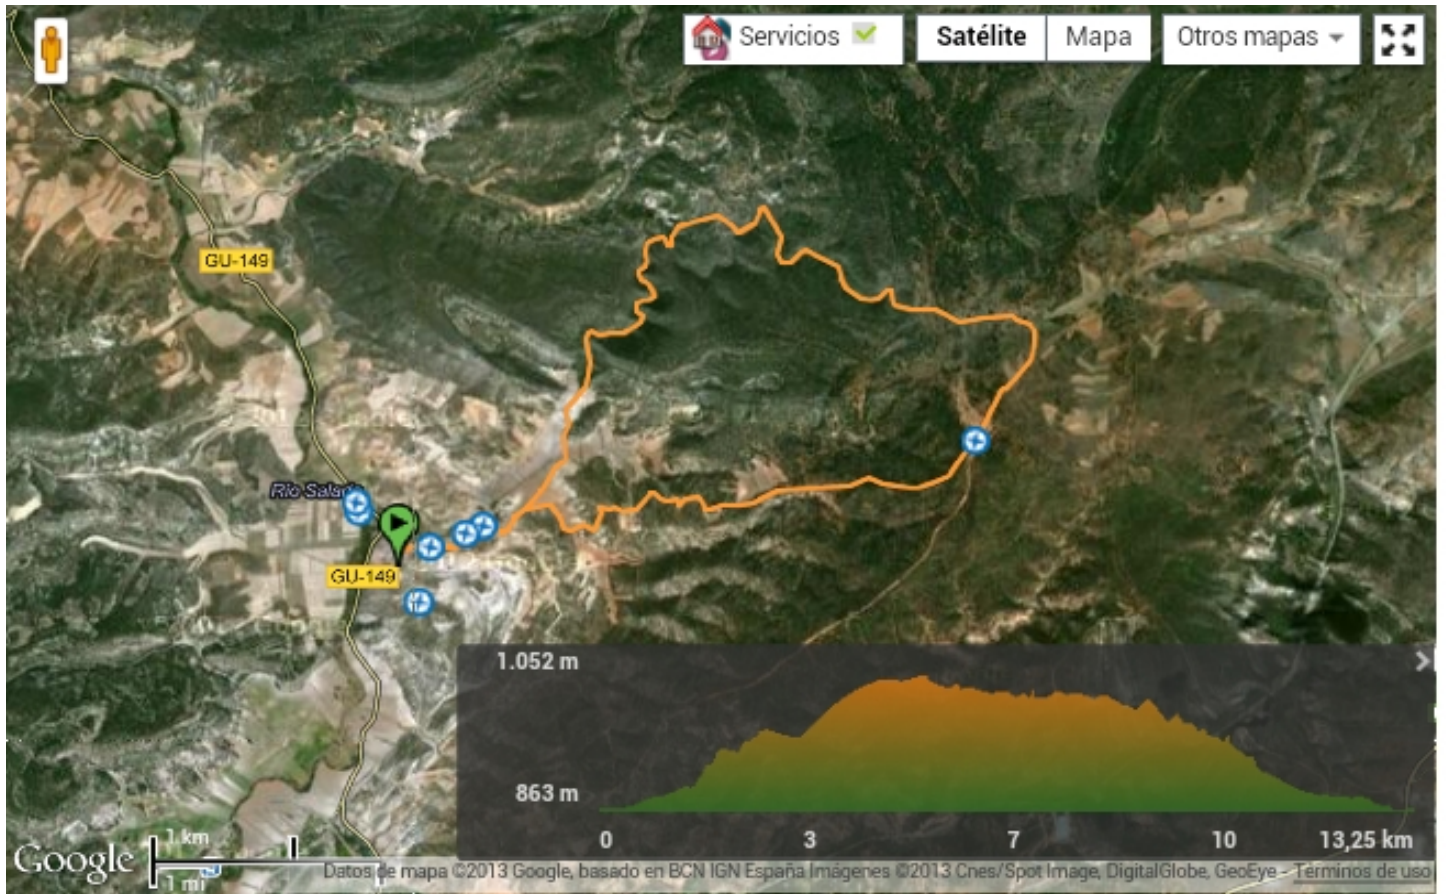 Servicios
Satélite
Mapa
Otros mapas
GU-149
Río Salado
GU-149
1.052 m
863 m
0 3 7 10 13,25 km
1 km
1 mi
Google
Datos de mapa ©2013 Google, basado en BCN IGN España Imágenes ©2013 Cnes/Spot Image, DigitalGlobe, GeoEye - Términos de uso